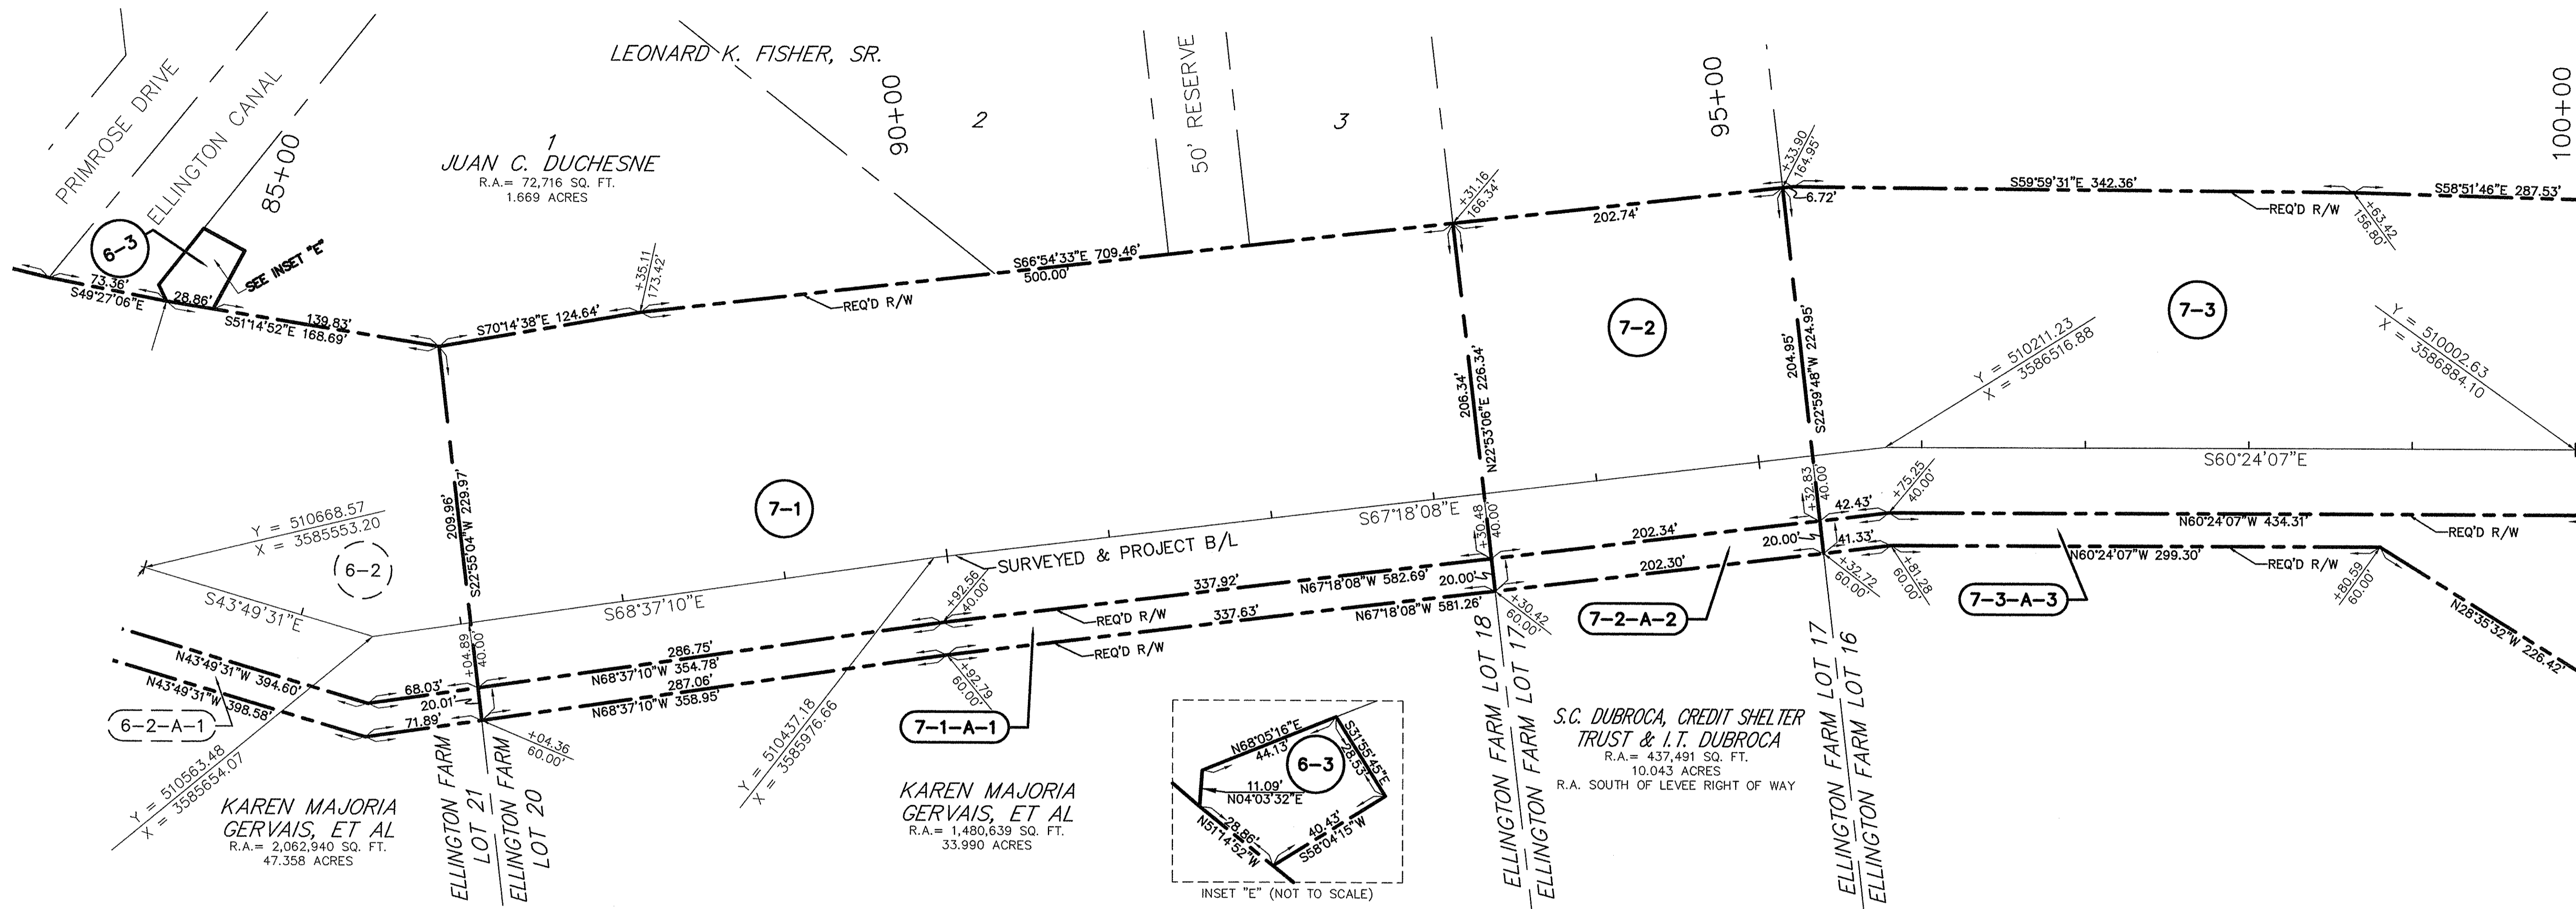 LEONARD K. FISHER, SR.
PRIMROSE DRIVE
ELLINGTON CANAL
85+00
90+00
95+00
100+00
1
JUAN C. DUCHESNE
R.A.= 72,716 SQ. FT.
1.669 ACRES
2
50' RESERVE
3
6-3
SEE INSET "E"
73.36'
S49°27'06"E
28.86'
139.83'
S51°14'52"E 168.69'
S70°14'38"E 124.64'
+35.11
173.42'
REQ'D R/W
S66°54'33"E 709.46'
500.00'
+31.16
166.34'
202.74'
+33.90
164.95'
6.72'
S59°59'31"E 342.36'
REQ'D R/W
+63.42
156.80'
S58°51'46"E 287.53'
7-2
7-3
206.34'
N22°53'06"E 226.34'
204.95'
S22°59'48"W 224.95'
Y = 510211.23
X = 3586516.88
Y = 510002.63
X = 3586884.10
209.96'
S22°55'04"W 229.97'
7-1
Y = 510668.57
X = 3585553.20
6-2
S43°49'31"E
S68°37'10"E
SURVEYED & PROJECT B/L
S67°18'08"E
S60°24'07"E
+04.89
40.00'
+92.56
40.00'
+30.48
40.00'
+32.83
40.00'
+75.25
40.00'
N43°49'31"W 394.60'
68.03'
286.75'
N68°37'10"W 354.78'
337.92'
REQ'D R/W
N67°18'08"W 582.69'
202.34'
42.43'
N60°24'07"W 434.31'
REQ'D R/W
N43°49'31"W 398.58'
20.01'
71.89'
287.06'
N68°37'10"W 358.95'
337.63'
REQ'D R/W
N67°18'08"W 581.26'
20.00'
202.30'
20.00'
41.33'
N60°24'07"W 299.30'
REQ'D R/W
+04.36
60.00'
+92.79
60.00'
+30.42
60.00'
+32.72
60.00'
+81.28
60.00'
+80.59
60.00'
N28°35'32"W 226.42'
6-2-A-1
7-1-A-1
7-2-A-2
7-3-A-3
Y = 510563.48
X = 3585654.07
Y = 510437.18
X = 3585976.66
KAREN MAJORIA
GERVAIS, ET AL
R.A.= 2,062,940 SQ. FT.
47.358 ACRES
ELLINGTON FARM
LOT 21
ELLINGTON FARM
LOT 20
KAREN MAJORIA
GERVAIS, ET AL
R.A.= 1,480,639 SQ. FT.
33.990 ACRES
N68°05'16"E
44.13'
S31°55'45"E
28.53'
6-3
11.09'
N04°03'32"E
28.86'
N51°14'52"W
40.43'
S58°04'15"W
INSET "E" (NOT TO SCALE)
ELLINGTON FARM LOT 18
ELLINGTON FARM LOT 17
S.C. DUBROCA, CREDIT SHELTER
TRUST & I.T. DUBROCA
R.A.= 437,491 SQ. FT.
10.043 ACRES
R.A. SOUTH OF LEVEE RIGHT OF WAY
ELLINGTON FARM LOT 17
ELLINGTON FARM LOT 16